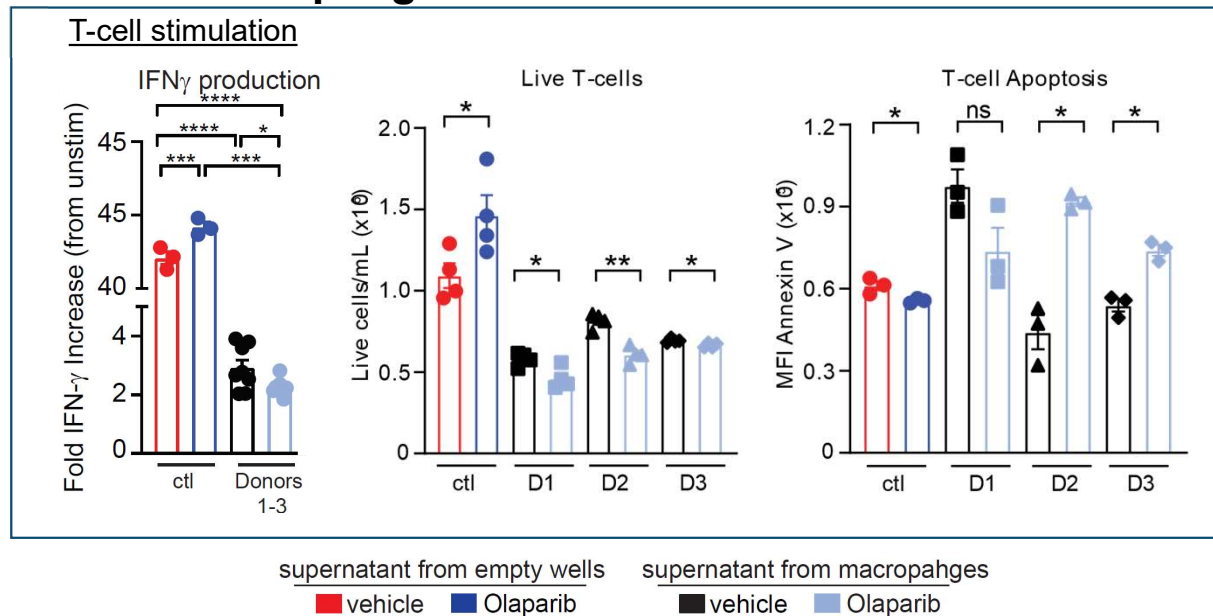 T-cell stimulation
IFNγ production
****
****
*
***
***
Fold IFN-γ Increase (from unstim)
45
45
40
4
2
0
ctl
Donors
1-3
Live T-cells
*
*
**
*
Live cells/mL (x10⁶)
2.0
1.5
1.0
0.5
0
ctl
D1
D2
D3
T-cell Apoptosis
*
ns
*
*
1.2
0.9
0.6
0.3
0
ctl
D1
D2
D3
supernatant from empty wells
supernatant from macropahges
vehicle
Olaparib
vehicle
Olaparib